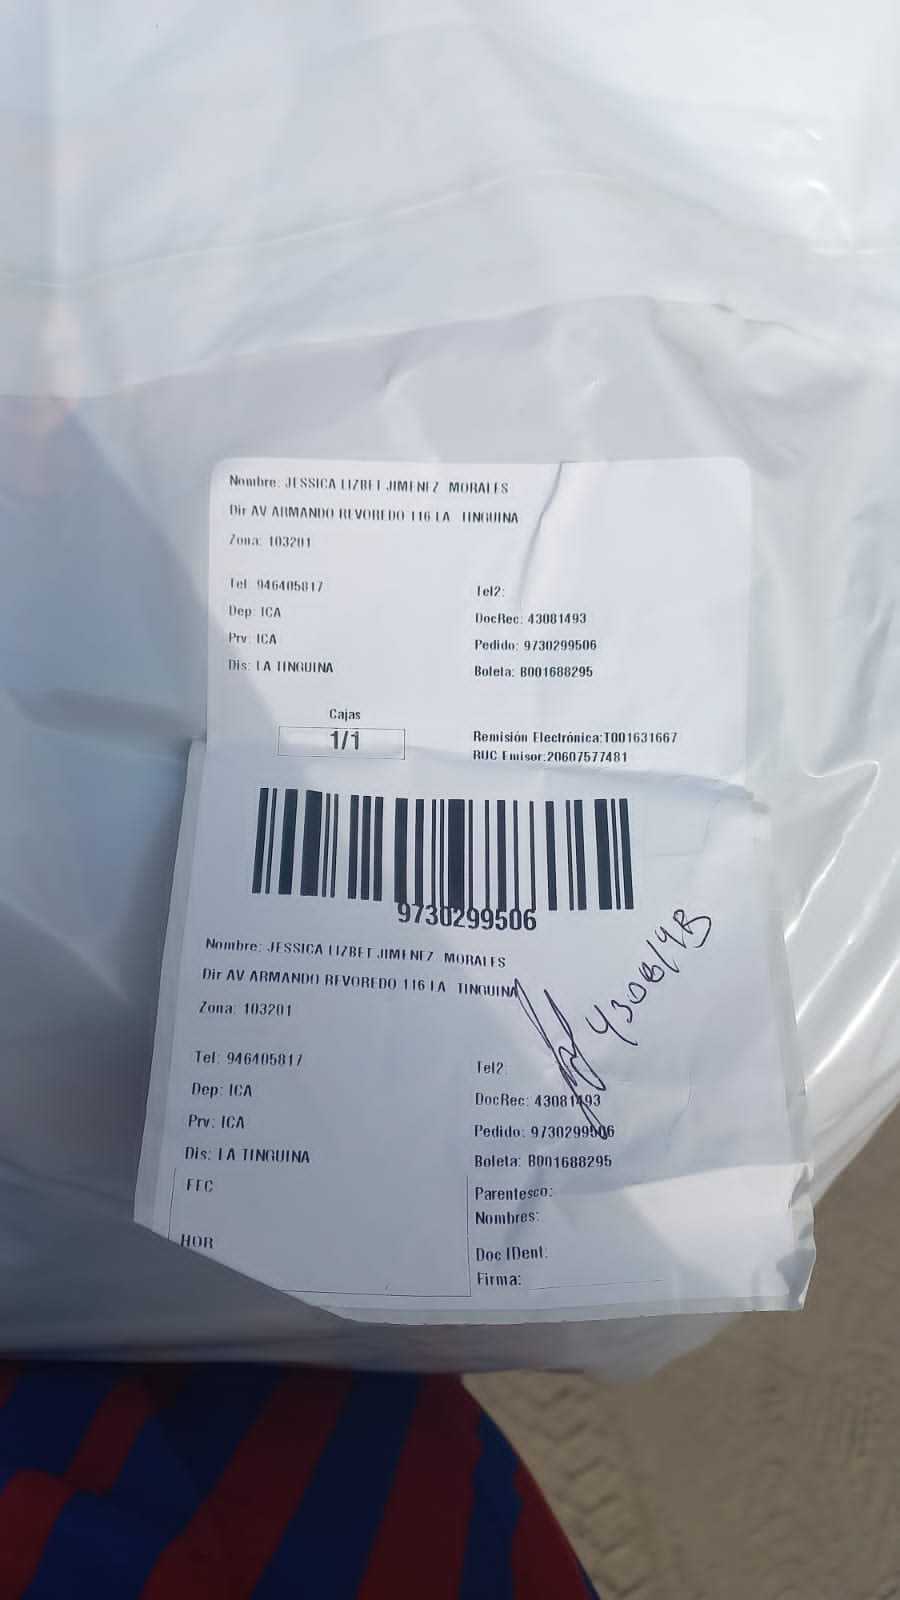 Nombre: JESSICA LIZBET JIMENEZ MORALES
Dir AV ARMANDO REVOREDO 116 LA TINGUINA
Zona: 103201
Tel: 946405817 Tel2:
Dep: ICA DocRec: 43081493
Prv: ICA Pedido: 9730299506
Dis: LA TINGUINA Boleta: B001688295
Cajas
1/1 Remisión Electrónica:T001631667
RUC Emisor:20607577481
9730299506
Nombre: JESSICA LIZBET JIMENEZ MORALES
Dir AV ARMANDO REVOREDO 116 LA TINGUINA
Zona: 103201
Tel: 946405817 Tel2:
Dep: ICA DocRec: 43081493
Prv: ICA Pedido: 9730299506
Dis: LA TINGUINA Boleta: B001688295
FEC Parentesco:
Nombres:
HOR Doc IDent:
Firma: